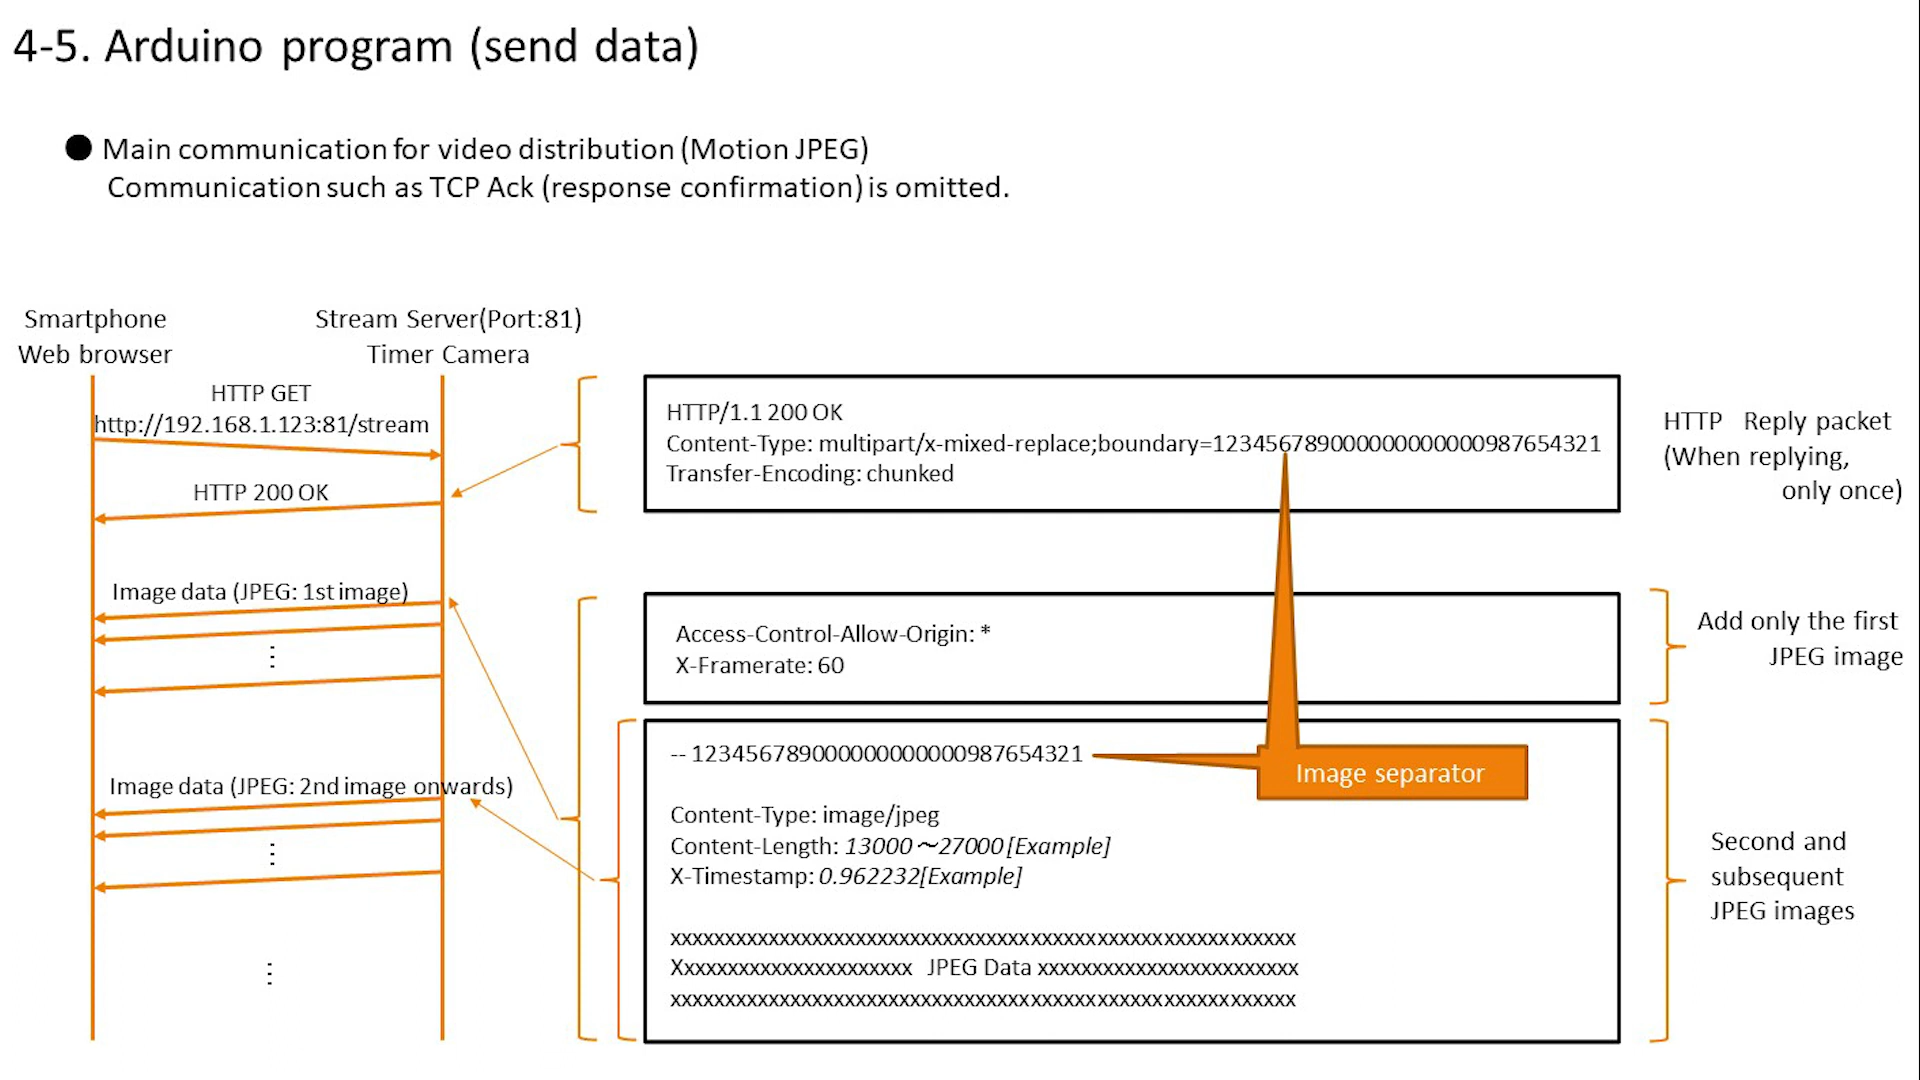 4-5. Arduino program (send data)
● Main communication for video distribution (Motion JPEG)
Communication such as TCP Ack (response confirmation) is omitted.
Smartphone
Web browser
Stream Server(Port:81)
Timer Camera
HTTP GET
http://192.168.1.123:81/stream
HTTP 200 OK
Image data (JPEG: 1st image)
⋮
Image data (JPEG: 2nd image onwards)
⋮
⋮
HTTP/1.1 200 OK
Content-Type: multipart/x-mixed-replace;boundary=123456789000000000000987654321
Transfer-Encoding: chunked
HTTP Reply packet
(When replying,
only once)
Access-Control-Allow-Origin: *
X-Framerate: 60
Add only the first
JPEG image
-- 123456789000000000000987654321
Image separator
Content-Type: image/jpeg
Content-Length: 13000～27000[Example]
X-Timestamp: 0.962232[Example]
xxxxxxxxxxxxxxxxxxxxxxxxxxxxxxxxxxxxxxxxxxxxxxxxxxxxxxxxx
Xxxxxxxxxxxxxxxxxxxxxx JPEG Data xxxxxxxxxxxxxxxxxxxxxxxx
xxxxxxxxxxxxxxxxxxxxxxxxxxxxxxxxxxxxxxxxxxxxxxxxxxxxxxxxx
Second and
subsequent
JPEG images